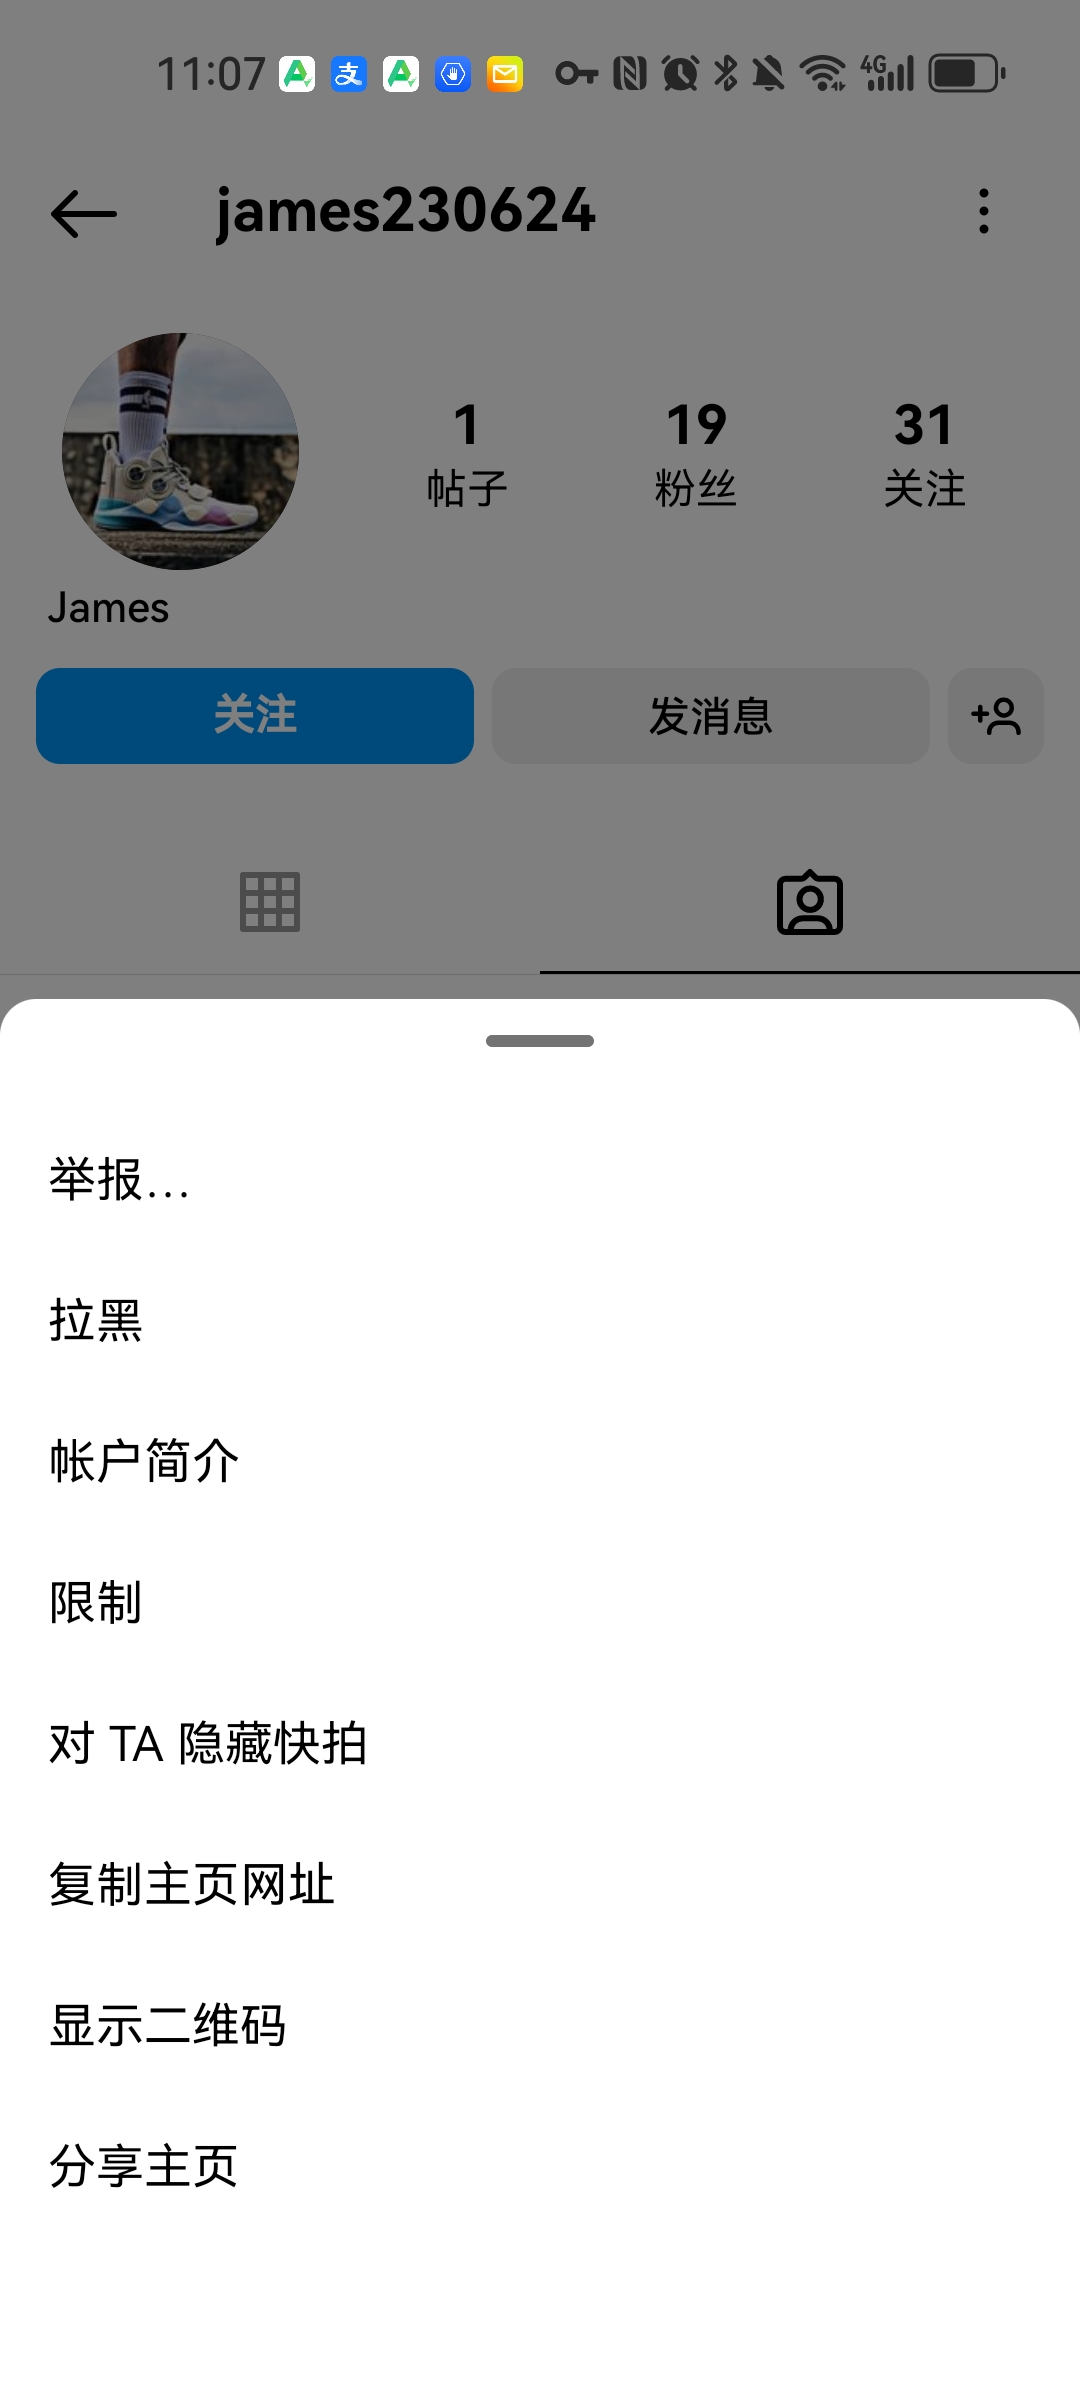 11:07
james230624
1
19
31
帖子
粉丝
关注
James
关注
发消息
举报...
拉黑
帐户简介
限制
对 TA 隐藏快拍
复制主页网址
显示二维码
分享主页